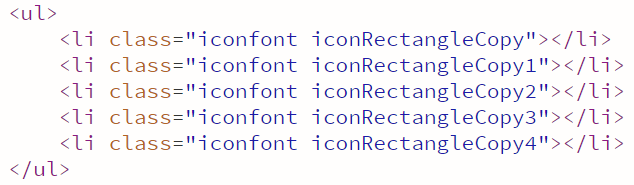 <ul>
    <li class="iconfont iconRectangleCopy"></li>
    <li class="iconfont iconRectangleCopy1"></li>
    <li class="iconfont iconRectangleCopy2"></li>
    <li class="iconfont iconRectangleCopy3"></li>
    <li class="iconfont iconRectangleCopy4"></li>
</ul>